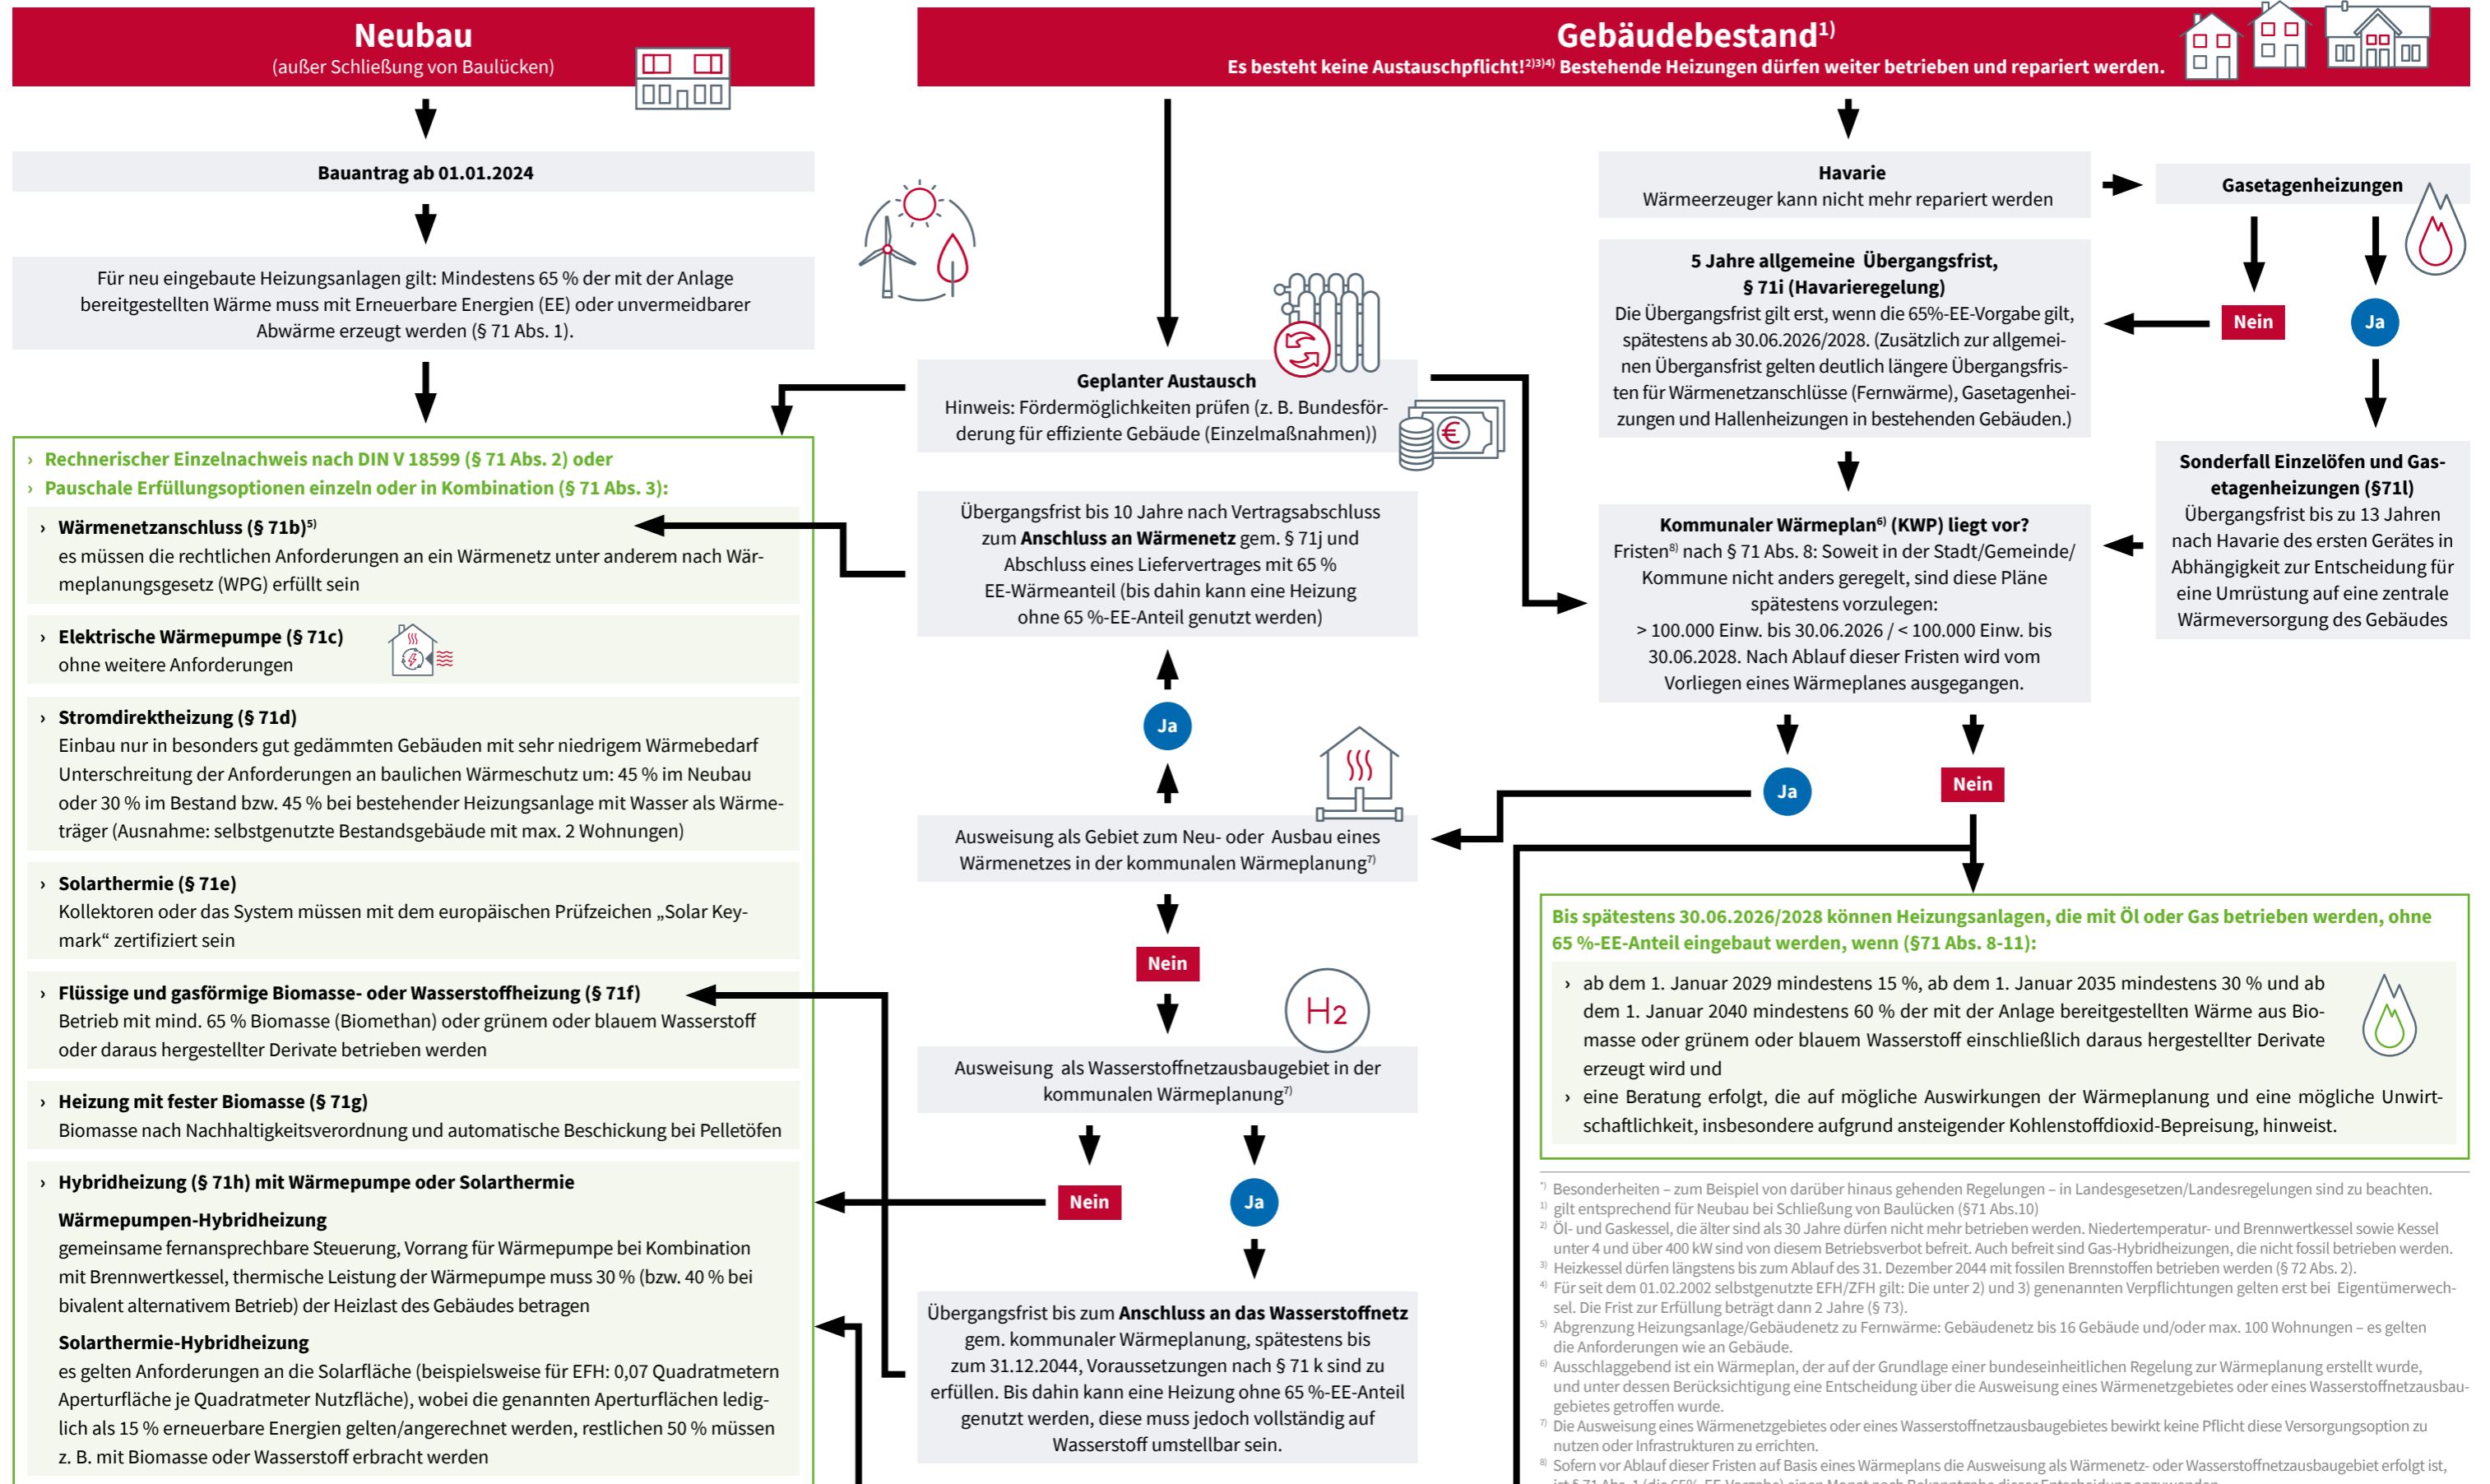 Neubau
(außer Schließung von Baulücken)
Bauantrag ab 01.01.2024
Für neu eingebaute Heizungsanlagen gilt: Mindestens 65 % der mit der Anlage
bereitgestellten Wärme muss mit Erneuerbare Energien (EE) oder unvermeidbarer
Abwärme erzeugt werden (§ 71 Abs. 1).
› Rechnerischer Einzelnachweis nach DIN V 18599 (§ 71 Abs. 2) oder
› Pauschale Erfüllungsoptionen einzeln oder in Kombination (§ 71 Abs. 3):
› Wärmenetzanschluss (§ 71b)5)
es müssen die rechtlichen Anforderungen an ein Wärmenetz unter anderem nach Wär-
meplanungsgesetz (WPG) erfüllt sein
› Elektrische Wärmepumpe (§ 71c)
ohne weitere Anforderungen
› Stromdirektheizung (§ 71d)
Einbau nur in besonders gut gedämmten Gebäuden mit sehr niedrigem Wärmebedarf
Unterschreitung der Anforderungen an baulichen Wärmeschutz um: 45 % im Neubau
oder 30 % im Bestand bzw. 45 % bei bestehender Heizungsanlage mit Wasser als Wärme-
träger (Ausnahme: selbstgenutzte Bestandsgebäude mit max. 2 Wohnungen)
› Solarthermie (§ 71e)
Kollektoren oder das System müssen mit dem europäischen Prüfzeichen „Solar Key-
mark“ zertifiziert sein
› Flüssige und gasförmige Biomasse- oder Wasserstoffheizung (§ 71f)
Betrieb mit mind. 65 % Biomasse (Biomethan) oder grünem oder blauem Wasserstoff
oder daraus hergestellter Derivate betrieben werden
› Heizung mit fester Biomasse (§ 71g)
Biomasse nach Nachhaltigkeitsverordnung und automatische Beschickung bei Pelletöfen
› Hybridheizung (§ 71h) mit Wärmepumpe oder Solarthermie
Wärmepumpen-Hybridheizung
gemeinsame fernansprechbare Steuerung, Vorrang für Wärmepumpe bei Kombination
mit Brennwertkessel, thermische Leistung der Wärmepumpe muss 30 % (bzw. 40 % bei
bivalent alternativem Betrieb) der Heizlast des Gebäudes betragen
Solarthermie-Hybridheizung
es gelten Anforderungen an die Solarfläche (beispielsweise für EFH: 0,07 Quadratmetern
Aperturfläche je Quadratmeter Nutzfläche), wobei die genannten Aperturflächen ledig-
lich als 15 % erneuerbare Energien gelten/angerechnet werden, restlichen 50 % müssen
z. B. mit Biomasse oder Wasserstoff erbracht werden
Gebäudebestand1)
Es besteht keine Austauschpflicht!2)3)4) Bestehende Heizungen dürfen weiter betrieben und repariert werden.
Geplanter Austausch
Hinweis: Fördermöglichkeiten prüfen (z. B. Bundesför-
derung für effiziente Gebäude (Einzelmaßnahmen))
€
Übergangsfrist bis 10 Jahre nach Vertragsabschluss
zum Anschluss an Wärmenetz gem. § 71j und
Abschluss eines Liefervertrages mit 65 %
EE-Wärmeanteil (bis dahin kann eine Heizung
ohne 65 %-EE-Anteil genutzt werden)
Ja
Ausweisung als Gebiet zum Neu- oder Ausbau eines
Wärmenetzes in der kommunalen Wärmeplanung7)
Nein
H2
Ausweisung als Wasserstoffnetzausbaugebiet in der
kommunalen Wärmeplanung7)
Nein
Ja
Übergangsfrist bis zum Anschluss an das Wasserstoffnetz
gem. kommunaler Wärmeplanung, spätestens bis
zum 31.12.2044, Voraussetzungen nach § 71 k sind zu
erfüllen. Bis dahin kann eine Heizung ohne 65 %-EE-Anteil
genutzt werden, diese muss jedoch vollständig auf
Wasserstoff umstellbar sein.
Havarie
Wärmeerzeuger kann nicht mehr repariert werden
Gasetagenheizungen
Nein
Ja
5 Jahre allgemeine Übergangsfrist,
§ 71i (Havarieregelung)
Die Übergangsfrist gilt erst, wenn die 65%-EE-Vorgabe gilt,
spätestens ab 30.06.2026/2028. (Zusätzlich zur allgemei-
nen Übergansfrist gelten deutlich längere Übergangsfris-
ten für Wärmenetzanschlüsse (Fernwärme), Gasetagenhei-
zungen und Hallenheizungen in bestehenden Gebäuden.)
Sonderfall Einzelöfen und Gas-
etagenheizungen (§71l)
Übergangsfrist bis zu 13 Jahren
nach Havarie des ersten Gerätes in
Abhängigkeit zur Entscheidung für
eine Umrüstung auf eine zentrale
Wärmeversorgung des Gebäudes
Kommunaler Wärmeplan6) (KWP) liegt vor?
Fristen8) nach § 71 Abs. 8: Soweit in der Stadt/Gemeinde/
Kommune nicht anders geregelt, sind diese Pläne
spätestens vorzulegen:
> 100.000 Einw. bis 30.06.2026 / < 100.000 Einw. bis
30.06.2028. Nach Ablauf dieser Fristen wird vom
Vorliegen eines Wärmeplanes ausgegangen.
Ja
Nein
Bis spätestens 30.06.2026/2028 können Heizungsanlagen, die mit Öl oder Gas betrieben werden, ohne
65 %-EE-Anteil eingebaut werden, wenn (§71 Abs. 8-11):
› ab dem 1. Januar 2029 mindestens 15 %, ab dem 1. Januar 2035 mindestens 30 % und ab
dem 1. Januar 2040 mindestens 60 % der mit der Anlage bereitgestellten Wärme aus Bio-
masse oder grünem oder blauem Wasserstoff einschließlich daraus hergestellter Derivate
erzeugt wird und
› eine Beratung erfolgt, die auf mögliche Auswirkungen der Wärmeplanung und eine mögliche Unwirt-
schaftlichkeit, insbesondere aufgrund ansteigender Kohlenstoffdioxid-Bepreisung, hinweist.
*) Besonderheiten – zum Beispiel von darüber hinaus gehenden Regelungen – in Landesgesetzen/Landesregelungen sind zu beachten.
1) gilt entsprechend für Neubau bei Schließung von Baulücken (§71 Abs.10)
2) Öl- und Gaskessel, die älter sind als 30 Jahre dürfen nicht mehr betrieben werden. Niedertemperatur- und Brennwertkessel sowie Kessel
unter 4 und über 400 kW sind von diesem Betriebsverbot befreit. Auch befreit sind Gas-Hybridheizungen, die nicht fossil betrieben werden.
3) Heizkessel dürfen längstens bis zum Ablauf des 31. Dezember 2044 mit fossilen Brennstoffen betrieben werden (§ 72 Abs. 2).
4) Für seit dem 01.02.2002 selbstgenutzte EFH/ZFH gilt: Die unter 2) und 3) genenannten Verpflichtungen gelten erst bei Eigentümerwech-
sel. Die Frist zur Erfüllung beträgt dann 2 Jahre (§ 73).
5) Abgrenzung Heizungsanlage/Gebäudenetz zu Fernwärme: Gebäudenetz bis 16 Gebäude und/oder max. 100 Wohnungen – es gelten
die Anforderungen wie an Gebäude.
6) Ausschlaggebend ist ein Wärmeplan, der auf der Grundlage einer bundeseinheitlichen Regelung zur Wärmeplanung erstellt wurde,
und unter dessen Berücksichtigung eine Entscheidung über die Ausweisung eines Wärmenetzgebietes oder eines Wasserstoffnetzausbau-
gebietes getroffen wurde.
7) Die Ausweisung eines Wärmenetzgebietes oder eines Wasserstoffnetzausbaugebietes bewirkt keine Pflicht diese Versorgungsoption zu
nutzen oder Infrastrukturen zu errichten.
8) Sofern vor Ablauf dieser Fristen auf Basis eines Wärmeplans die Ausweisung als Wärmenetz- oder Wasserstoffnetzausbaugebiet erfolgt ist,
ist § 71 Abs. 1 (die 65%-EE-Vorgabe) einen Monat nach Bekanntgabe dieser Entscheidung anzuwenden.